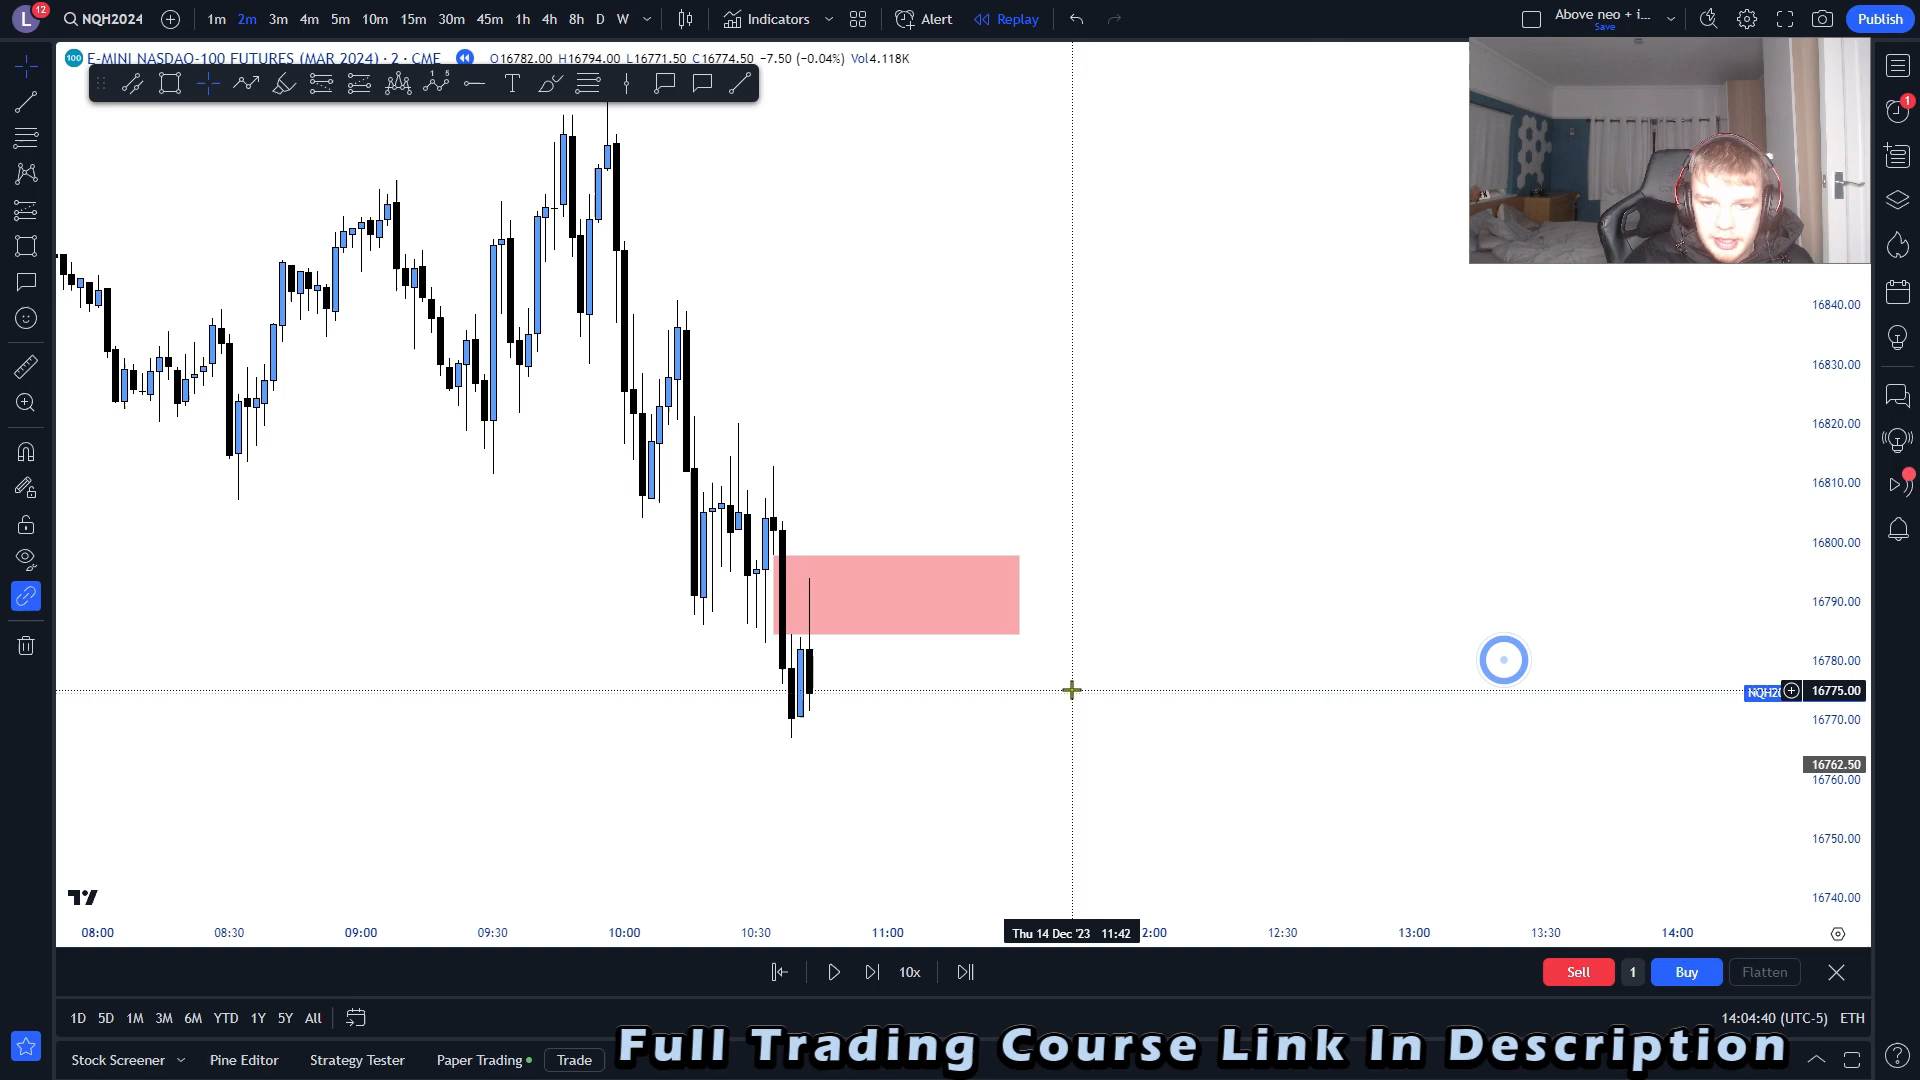 L 12 NQH2024 1m 2m 3m 4m 5m 10m 15m 30m 45m 1h 4h 8h D W Indicators Alert Replay Above neo + i... Save Publish
100 E-MINI NASDAQ-100 FUTURES (MAR 2024) · 2 · CME O16782.00 H16794.00 L16771.50 C16774.50 −7.50 (−0.04%) Vol4.118K
1
16840.00
16830.00
16820.00
16810.00
16800.00
16790.00
16780.00
NQH20 16775.00
16770.00
16762.50
16760.00
16750.00
16740.00
08:00 08:30 09:00 09:30 10:00 10:30 11:00 Thu 14 Dec '23 11:42 2:00 12:30 13:00 13:30 14:00
10x Sell 1 Buy Flatten
1D 5D 1M 3M 6M YTD 1Y 5Y All 14:04:40 (UTC-5) ETH
Stock Screener Pine Editor Strategy Tester Paper Trading Trade
Full Trading Course Link In Description